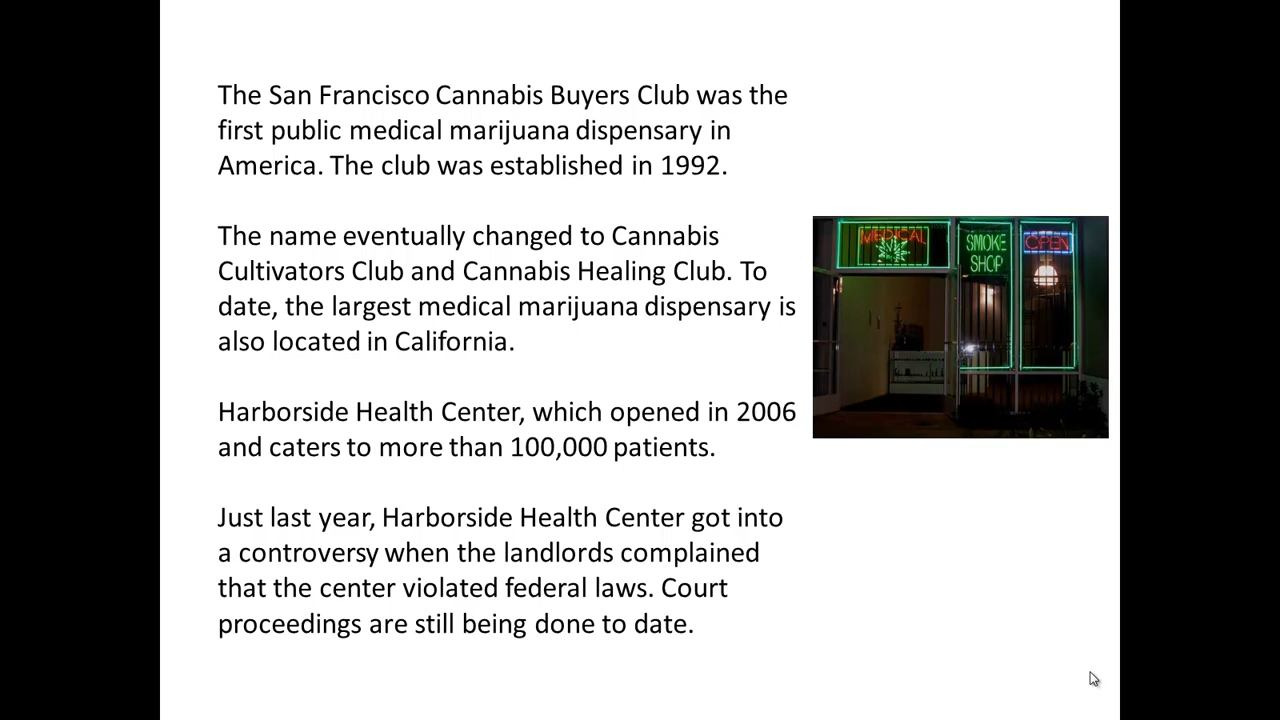 The San Francisco Cannabis Buyers Club was the
first public medical marijuana dispensary in
America. The club was established in 1992.
The name eventually changed to Cannabis
Cultivators Club and Cannabis Healing Club. To
date, the largest medical marijuana dispensary is
also located in California.
Harborside Health Center, which opened in 2006
and caters to more than 100,000 patients.
Just last year, Harborside Health Center got into
a controversy when the landlords complained
that the center violated federal laws. Court
proceedings are still being done to date.
MEDICAL
SMOKE
SHOP
OPEN